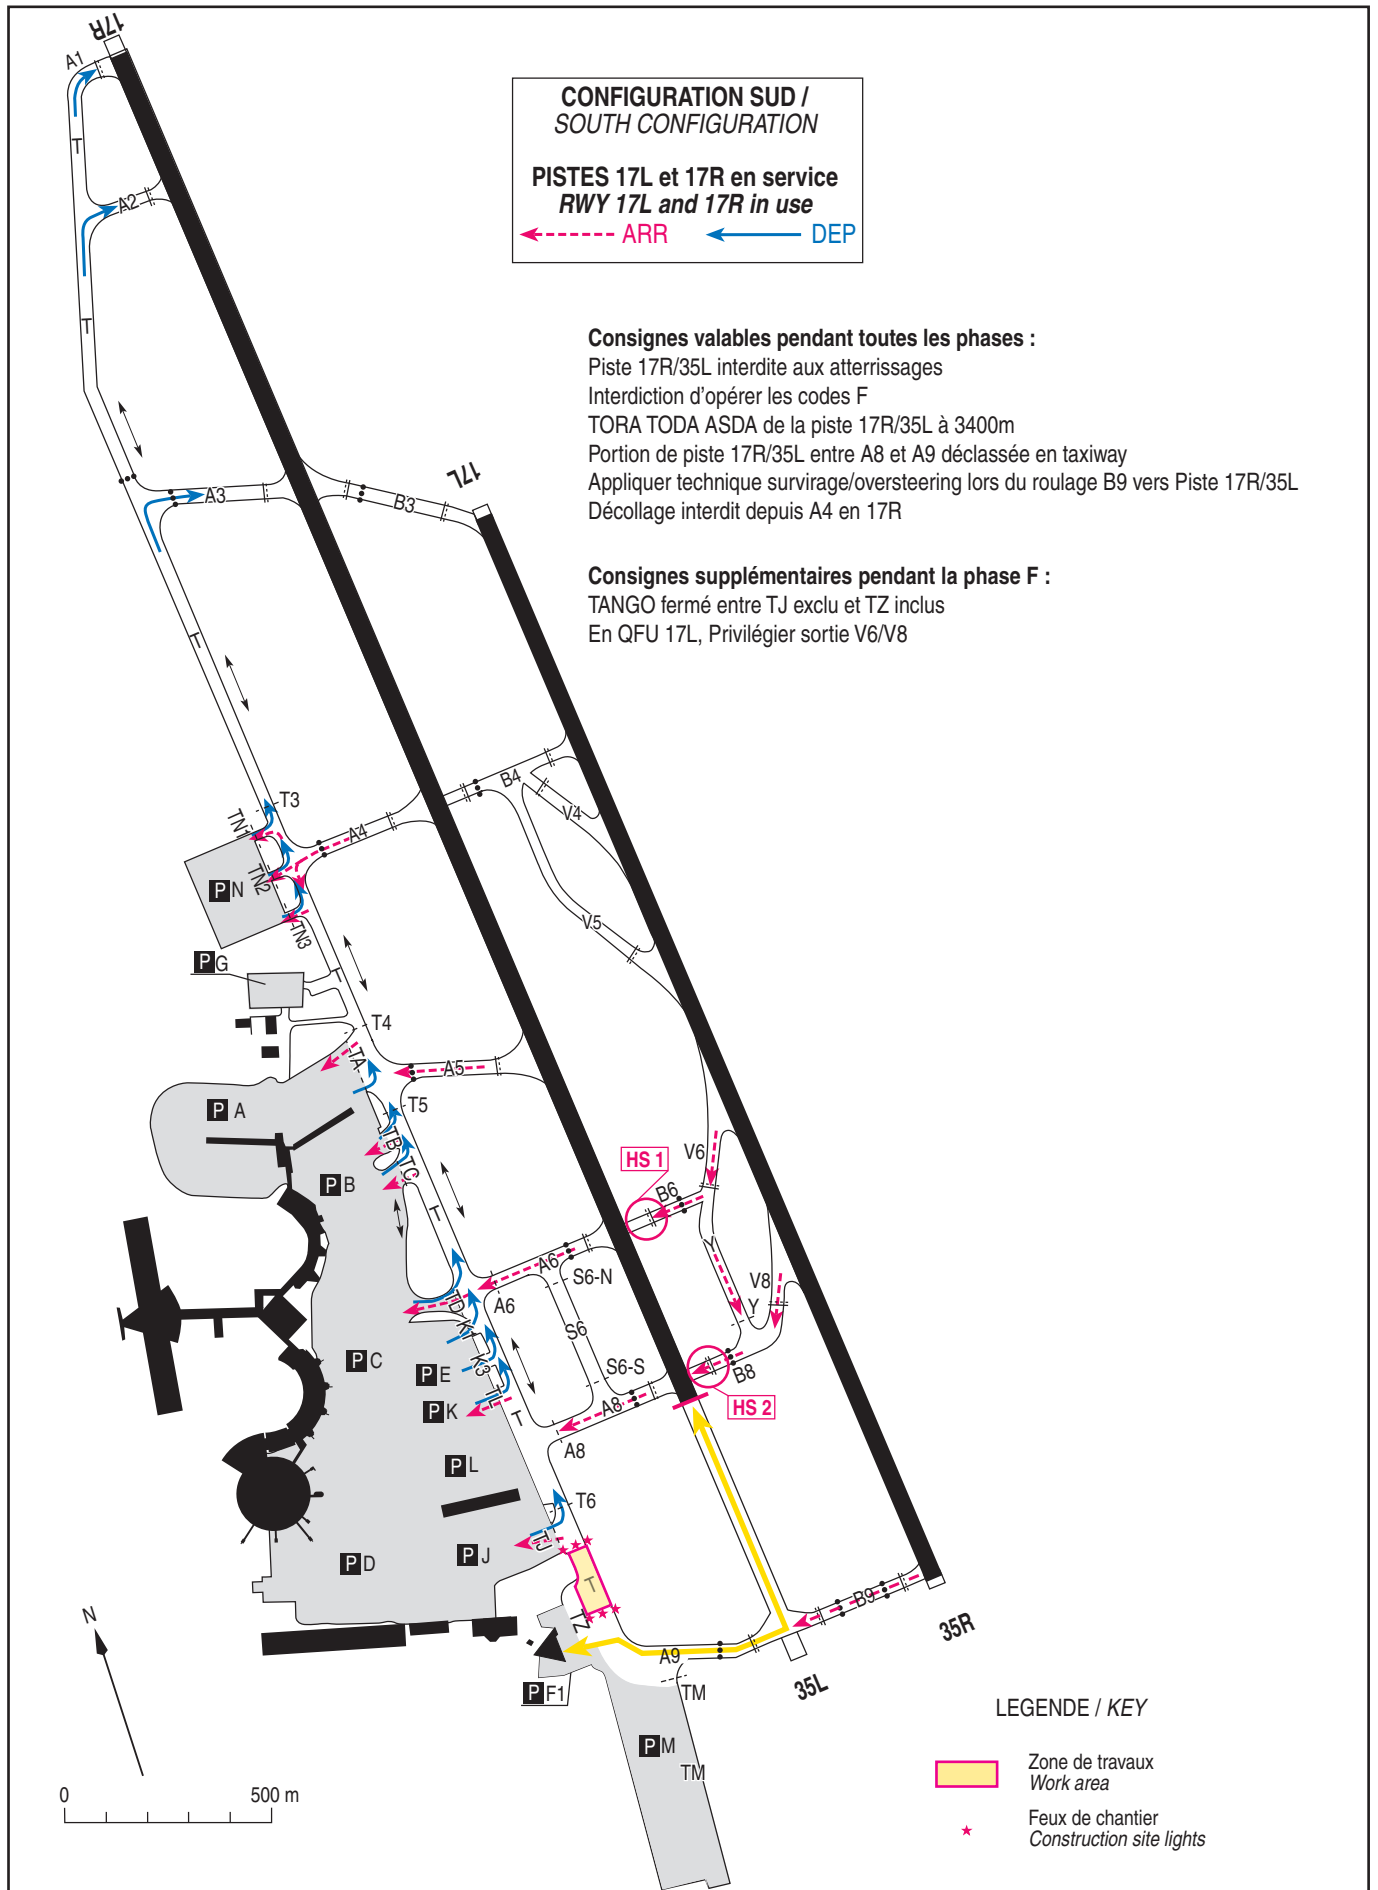 17R
A1
CONFIGURATION SUD /
SOUTH CONFIGURATION
PISTES 17L et 17R en service
RWY 17L and 17R in use
ARR
DEP
T
A2
T
Consignes valables pendant toutes les phases :
Piste 17R/35L interdite aux atterrissages
Interdiction d'opérer les codes F
TORA TODA ASDA de la piste 17R/35L à 3400m
Portion de piste 17R/35L entre A8 et A9 déclassée en taxiway
Appliquer technique survirage/oversteering lors du roulage B9 vers Piste 17R/35L
Décollage interdit depuis A4 en 17R
Consignes supplémentaires pendant la phase F :
TANGO fermé entre TJ exclu et TZ inclus
En QFU 17L, Privilégier sortie V6/V8
17L
A3
B3
T
B4
V4
T3
TN1
A4
TN2
P N
TN3
V5
P G
T
T4
TA
A5
P A
T5
TB
TC
V6
HS 1
P B
B6
T
Y
A6
S6-N
V8
TD
A6
Y
K1
S6
P C
K3
P E
S6-S
B8
TL
P K
T
A8
HS 2
A8
P L
T6
TJ
P J
P D
T
B9
TZ
N
35R
A9
35L
TM
P F1
LEGENDE / KEY
P M
TM
Zone de travaux
Work area
0
500 m
Feux de chantier
Construction site lights